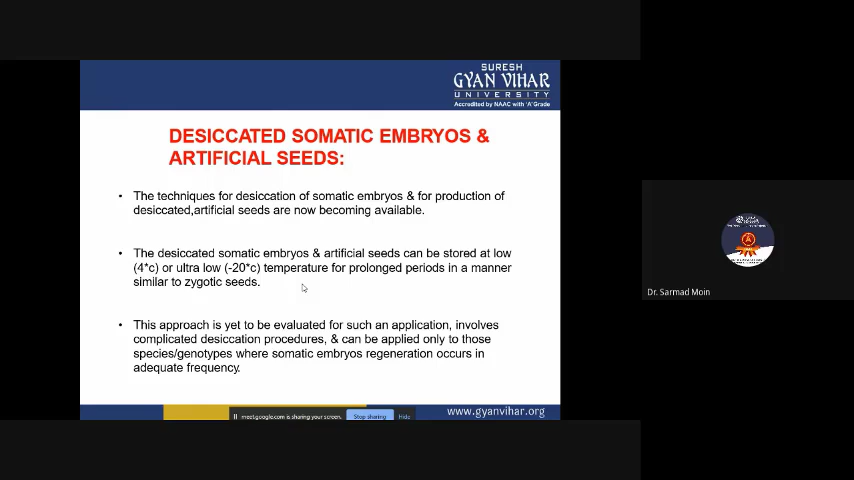 SURESH
GYAN VIHAR
UNIVERSITY
Accredited by NAAC with 'A' Grade
DESICCATED SOMATIC EMBRYOS &
ARTIFICIAL SEEDS:
• The techniques for desiccation of somatic embryos & for production of
desiccated,artificial seeds are now becoming available.
• The desiccated somatic embryos & artificial seeds can be stored at low
(4*c) or ultra low (-20*c) temperature for prolonged periods in a manner
similar to zygotic seeds.
• This approach is yet to be evaluated for such an application, involves
complicated desiccation procedures, & can be applied only to those
species/genotypes where somatic embryos regeneration occurs in
adequate frequency.
meet.google.com is sharing your screen.
Stop sharing
Hide
www.gyanvihar.org
Dr. Sarmad Moin